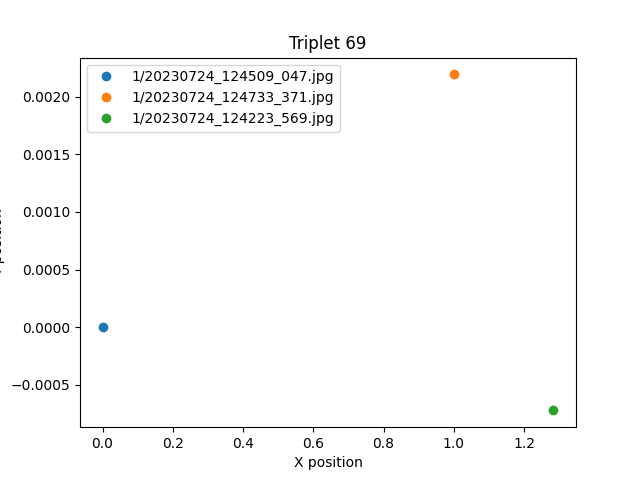 Triplet 69
1/20230724_124509_047.jpg
1/20230724_124733_371.jpg
1/20230724_124223_569.jpg
0.0020
0.0015
0.0010
0.0005
0.0000
−0.0005
0.0
0.2
0.4
0.6
0.8
1.0
1.2
X position